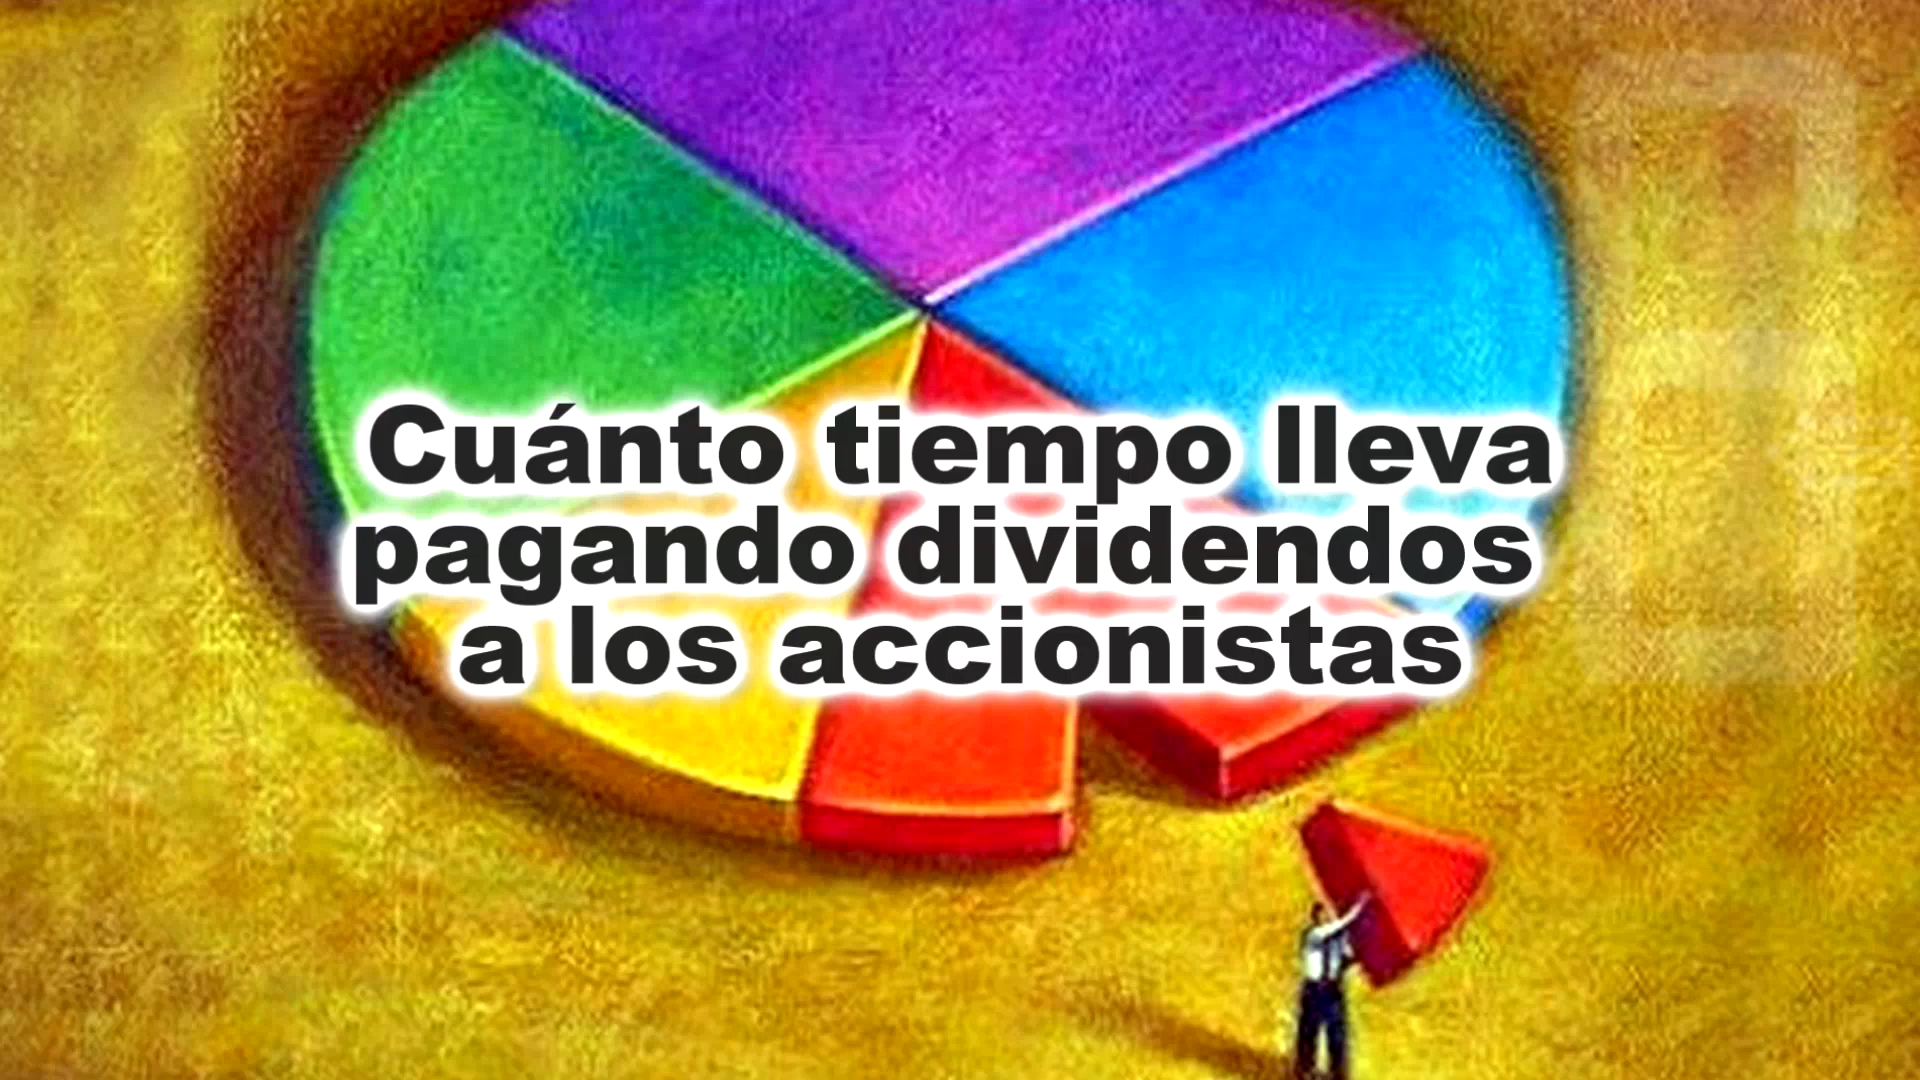 Cuánto tiempo lleva
pagando dividendos
a los accionistas